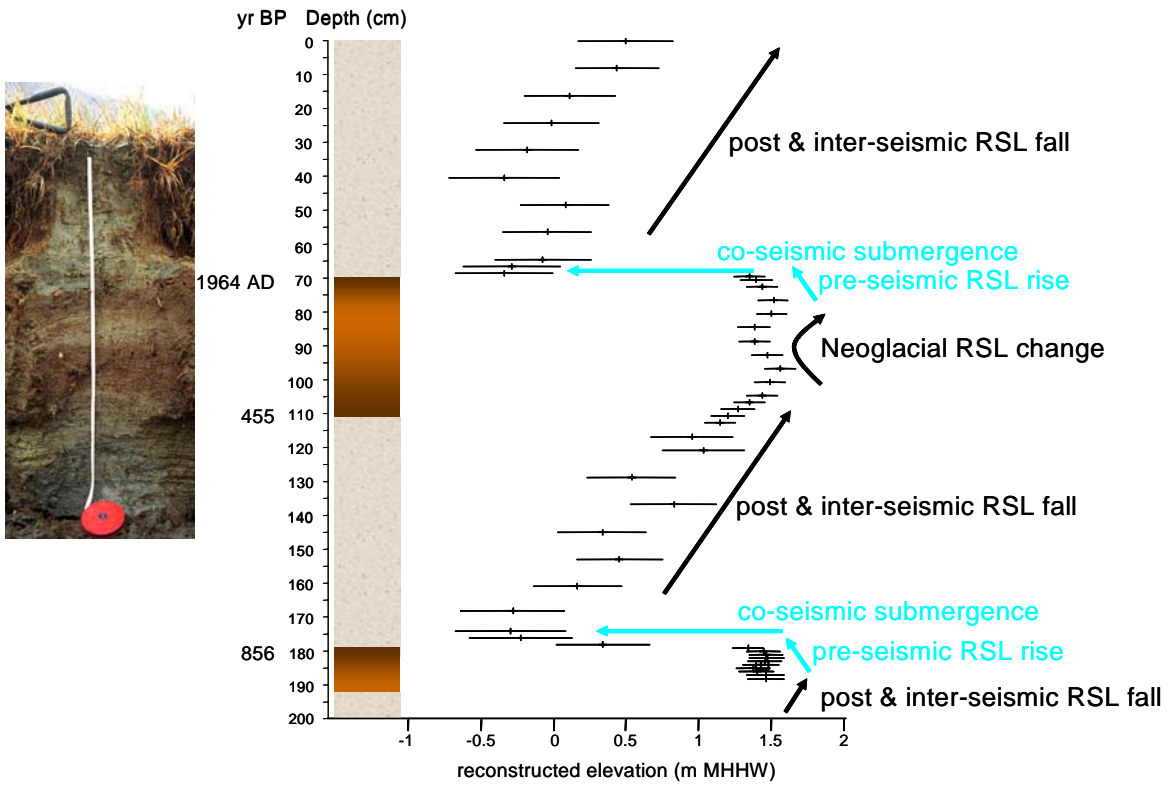 yr BP Depth (cm)
0
10
20
30
40
50
60
70
80
90
100
110
120
130
140
150
160
170
180
190
200
1964 AD
455
856
post & inter-seismic RSL fall
co-seismic submergence
pre-seismic RSL rise
Neoglacial RSL change
post & inter-seismic RSL fall
co-seismic submergence
pre-seismic RSL rise
post & inter-seismic RSL fall
-1 -0.5 0 0.5 1 1.5 2
reconstructed elevation (m MHHW)